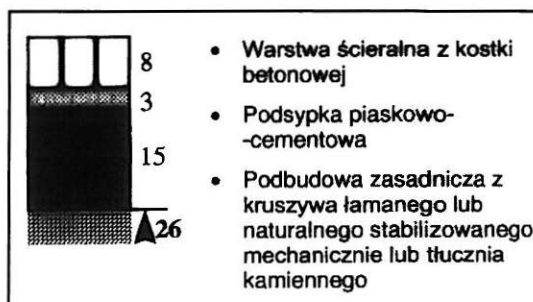 8
3
15
26
• Warstwa ścieralna z kostki
betonowej
• Podsypka piaskowo-
-cementowa
• Podbudowa zasadnicza z
kruszywa łamanego lub
naturalnego stabilizowanego
mechanicznie lub tłucznia
kamiennego